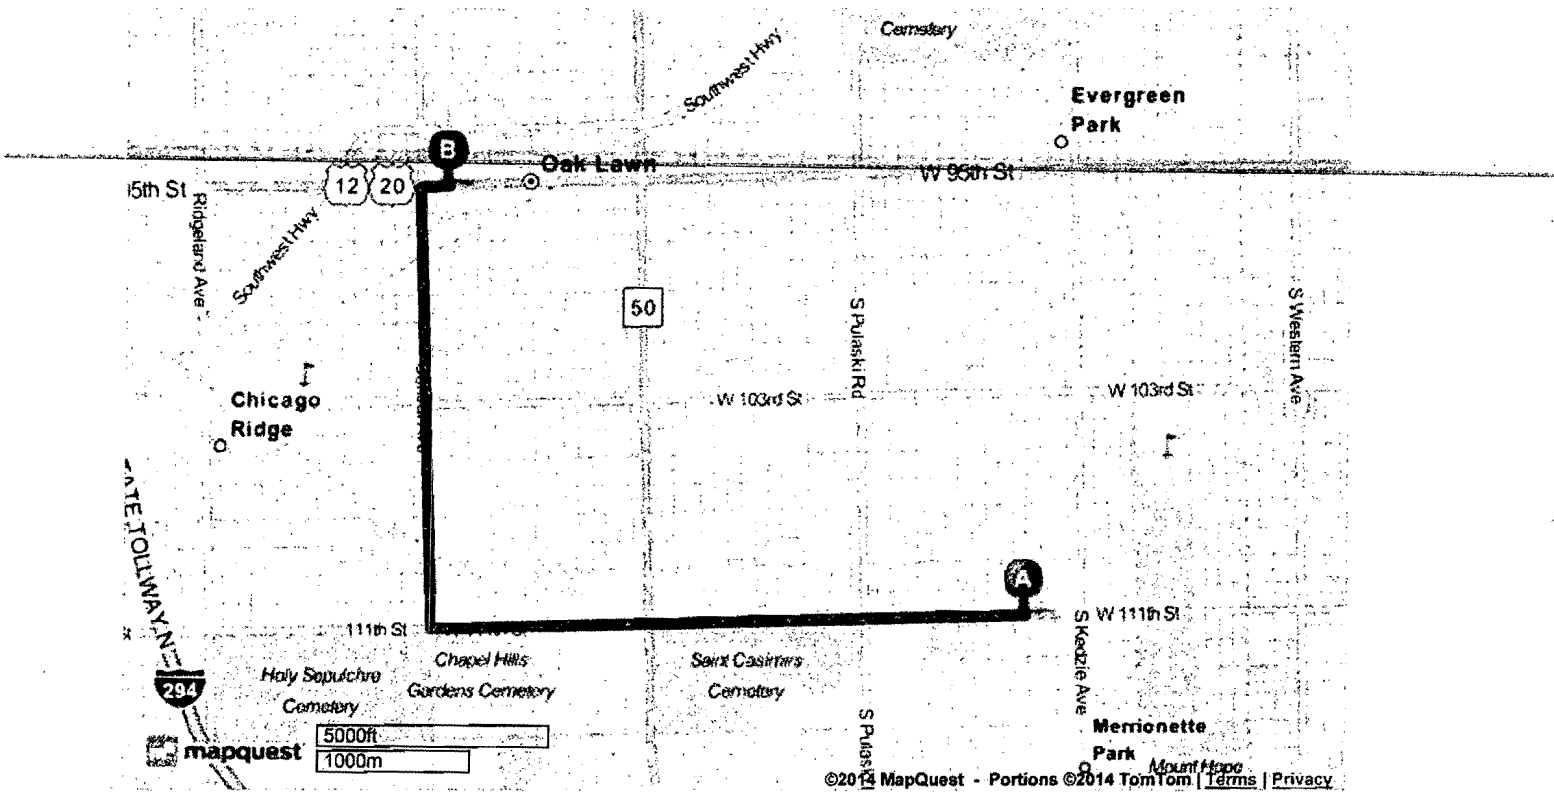 Cemetery
Southwest Hwy
Evergreen
Park
B
Oak Lawn
W 95th St
12
20
5th St
Ridgeland Ave
Southwest Hwy
50
S Pulaski Rd
S Western Ave
Chicago
Ridge
W 103rd St
W 103rd St
ATE TOLLWAY N
A
111th St
W 111th St
S Kedzie Ave
Chapel Hills
Gardens Cemetery
Saint Casimirs
Cemetery
Holy Sepulchre
Cemetery
294
S Pulaski
Merrionette
Park
Mount Hope
mapquest
5000ft
1000m
©2014 MapQuest - Portions ©2014 TomTom | Terms | Privacy